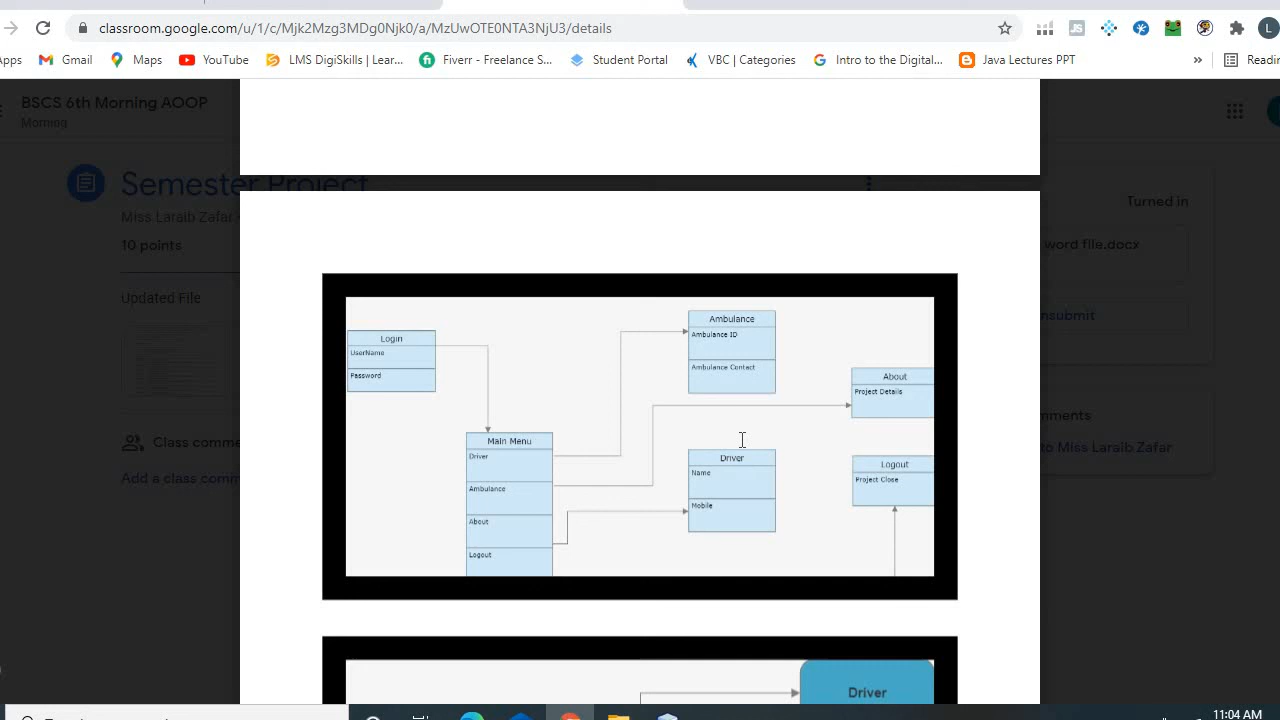 classroom.google.com/u/1/c/Mjk2Mzg3MDg0Njk0/a/MzUwOTE0NTA3NjU3/details
L
Apps Gmail Maps YouTube LMS DigiSkills | Lear... Fiverr - Freelance S... Student Portal VBC | Categories Intro to the Digital... Java Lectures PPT » Readin
BSCS 6th Morning AOOP
Morning
Semester Project
Turned in
Miss Laraib Zafar
10 points
word file.docx
Updated File
nsubmit
Class comme
mments
Add a class comm
to Miss Laraib Zafar
Login
UserName
Password
Main Menu
Driver
Ambulance
About
Logout
Ambulance
Ambulance ID
Ambulance Contact
Driver
Name
Mobile
About
Project Details
Logout
Project Close
Driver
11:04 AM